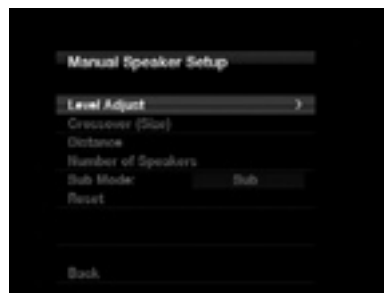 Manual Speaker Setup
Level Adjust >
Crossover (Size)
Distance
Number of Speakers
Sub Mode: Sub
Reset
Back